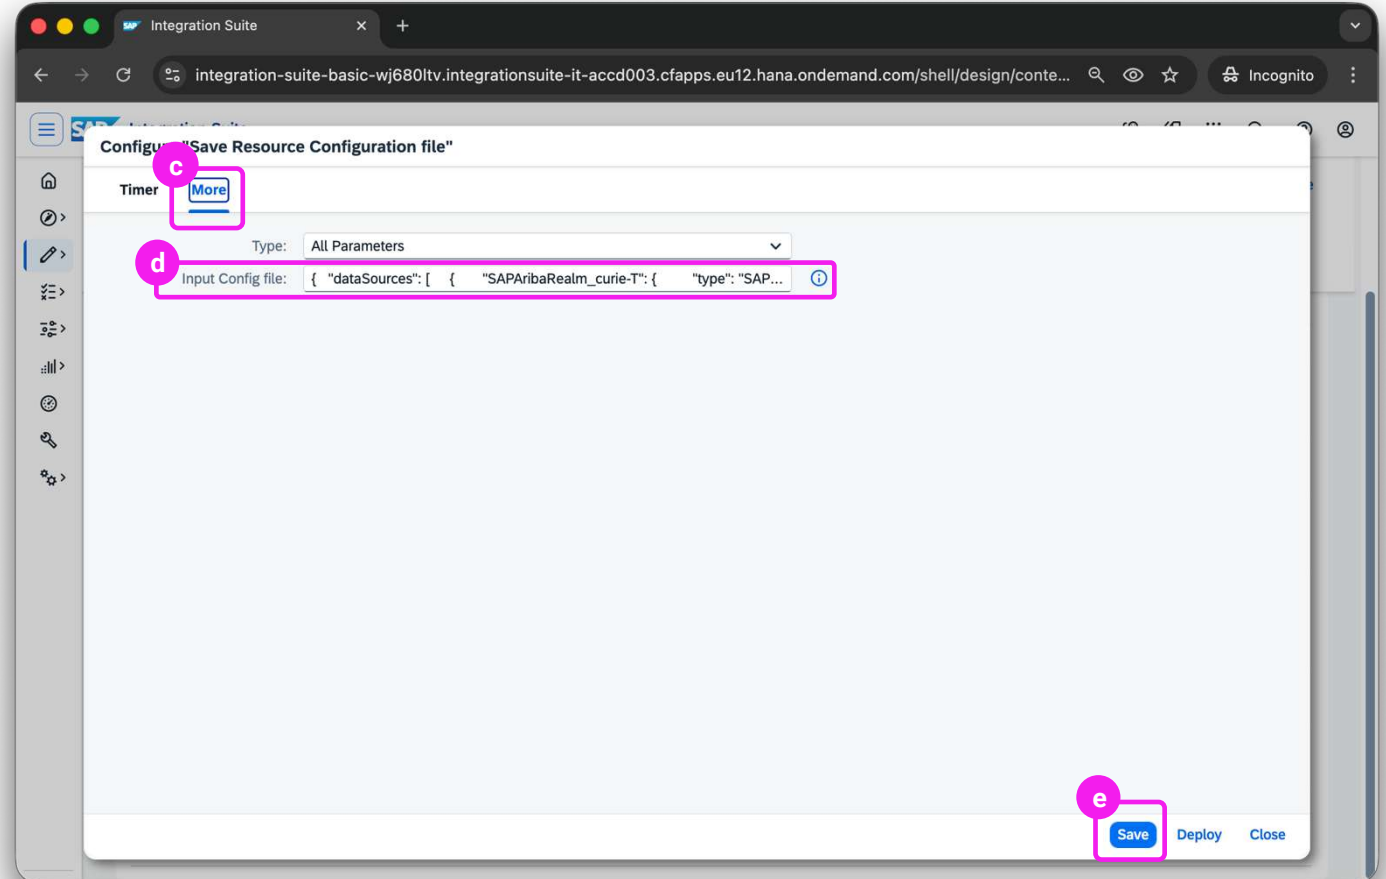 Integration Suite
integration-suite-basic-wj680ltv.integrationsuite-it-accd003.cfapps.eu12.hana.ondemand.com/shell/design/conte...
Incognito
Configure "Save Resource Configuration file"
c
Timer
More
Type:
All Parameters
d
Input Config file:
{ "dataSources": [ { "SAPAribaRealm_curie-T": { "type": "SAP...
e
Save
Deploy
Close